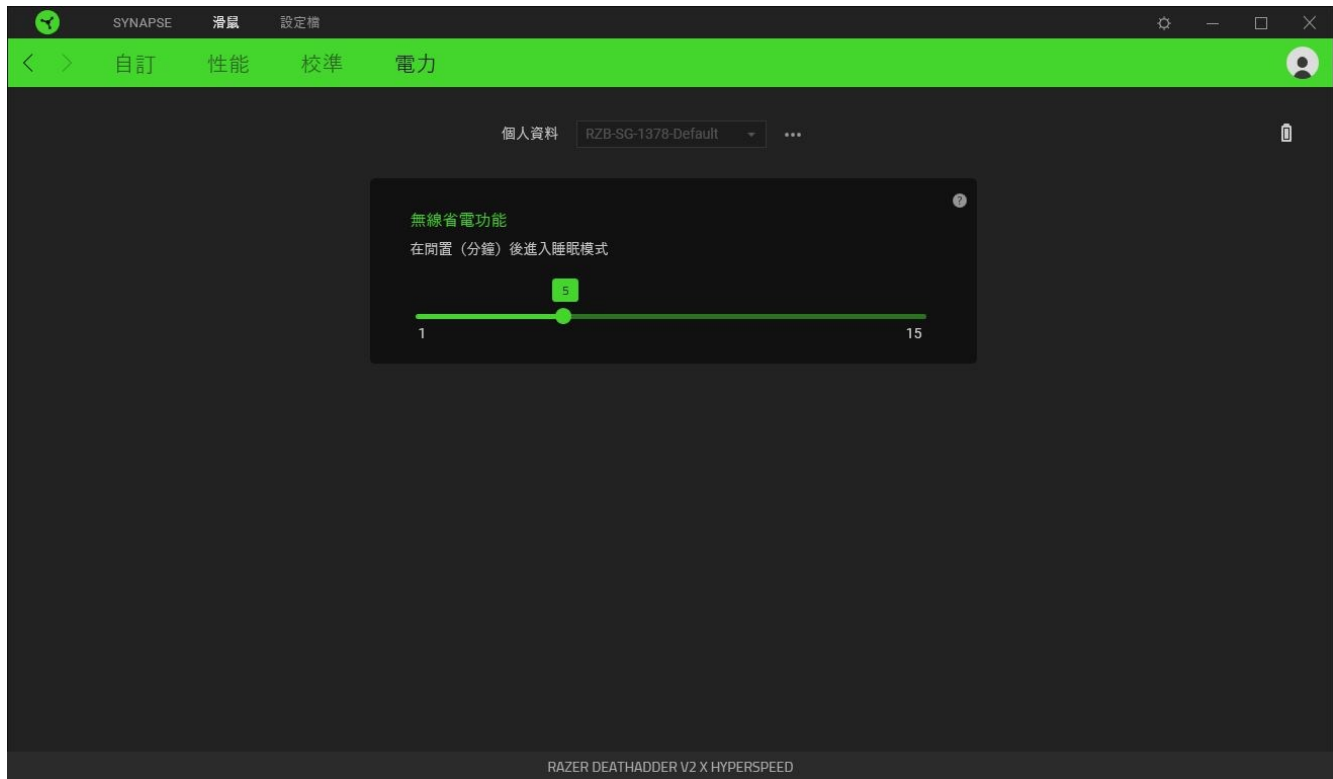 SYNAPSE 滑鼠 設定檔
自訂 性能 校準 電力
個人資料 RZB-SG-1378-Default
無線省電功能
在閒置（分鐘）後進入睡眠模式
5
1 15
RAZER DEATHADDER V2 X HYPERSPEED